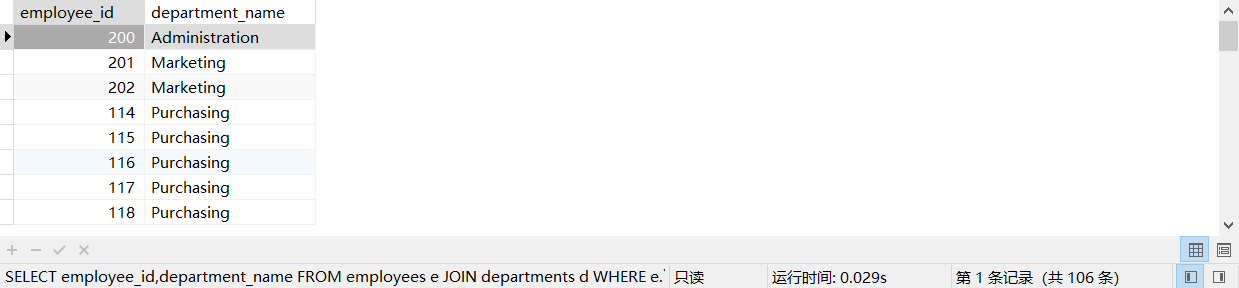 employee_id department_name
200 Administration
201 Marketing
202 Marketing
114 Purchasing
115 Purchasing
116 Purchasing
117 Purchasing
118 Purchasing
SELECT employee_id,department_name FROM employees e JOIN departments d WHERE e. 只读 运行时间: 0.029s 第 1 条记录 (共 106 条)